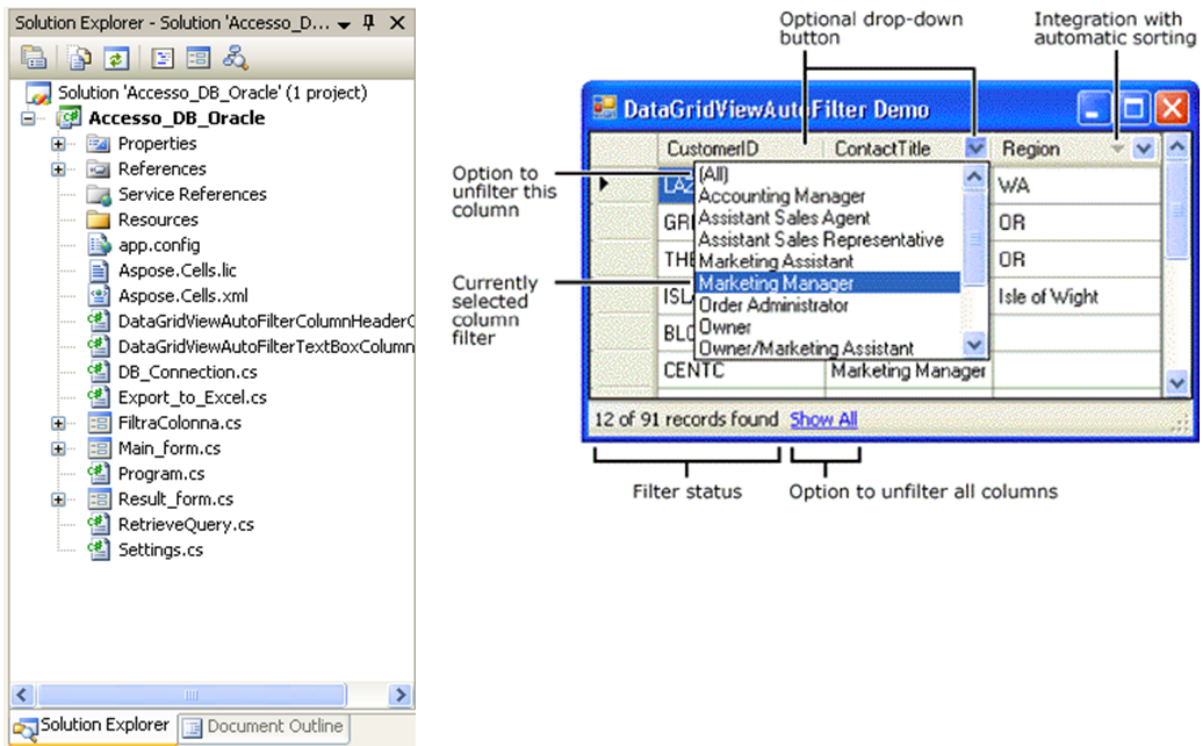 Solution Explorer - Solution 'Accesso_D...
Solution 'Accesso_DB_Oracle' (1 project)
Accesso_DB_Oracle
Properties
References
Service References
Resources
app.config
Aspose.Cells.lic
Aspose.Cells.xml
DataGridViewAutoFilterColumnHeaderC
DataGridViewAutoFilterTextBoxColumn
DB_Connection.cs
Export_to_Excel.cs
FiltraColonna.cs
Main_form.cs
Program.cs
Result_form.cs
RetrieveQuery.cs
Settings.cs
Solution Explorer
Document Outline
Optional drop-down
button
Integration with
automatic sorting
DataGridViewAutoFilter Demo
CustomerID ContactTitle Region
Option to
unfilter this
column
Currently
selected
column
filter
(All)
Accounting Manager
Assistant Sales Agent
Assistant Sales Representative
Marketing Assistant
Marketing Manager
Order Administrator
Owner
Owner/Marketing Assistant
WA
OR
THE OR
ISL Isle of Wight
CENTC Marketing Manager
12 of 91 records found Show All
Filter status
Option to unfilter all columns